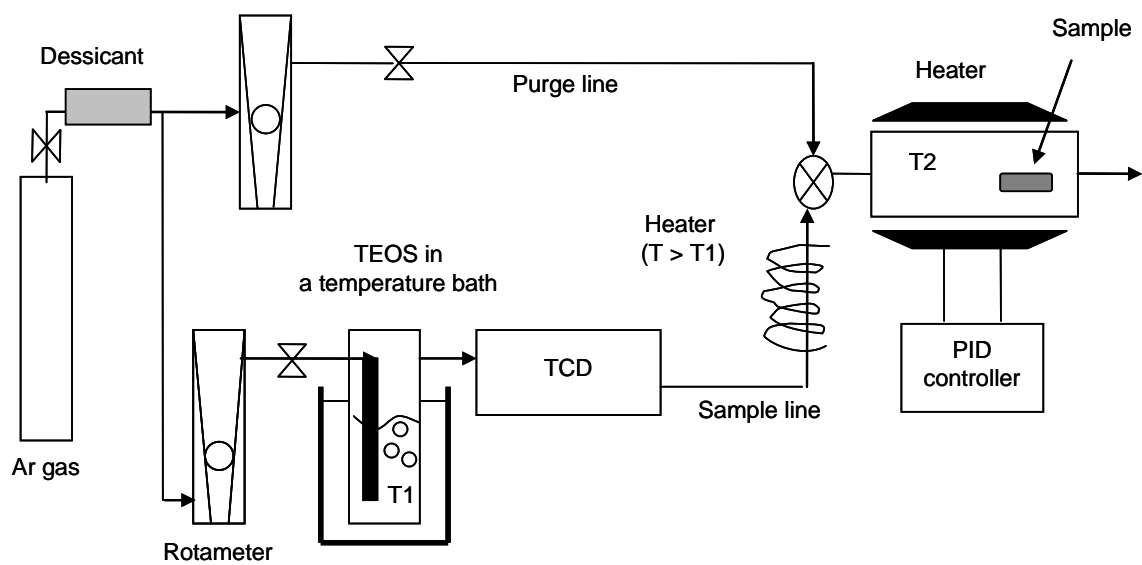 Sample
Dessicant
Heater
Purge line
T2
Heater
(T > T1)
TEOS in
a temperature bath
TCD
PID
controller
Sample line
Ar gas
T1
Rotameter